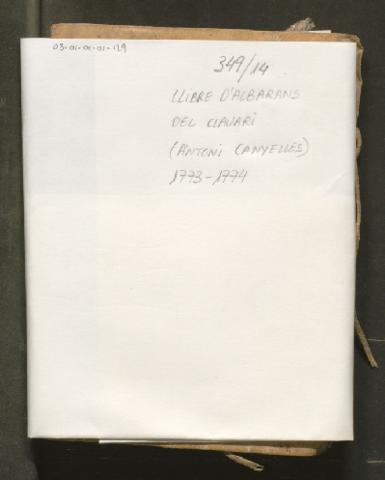 03-01-01-01-129
349/14
LLIBRE D'ALBARANS
DEL CLAVARI
(ANTONI CANYELLES)
1773-1774